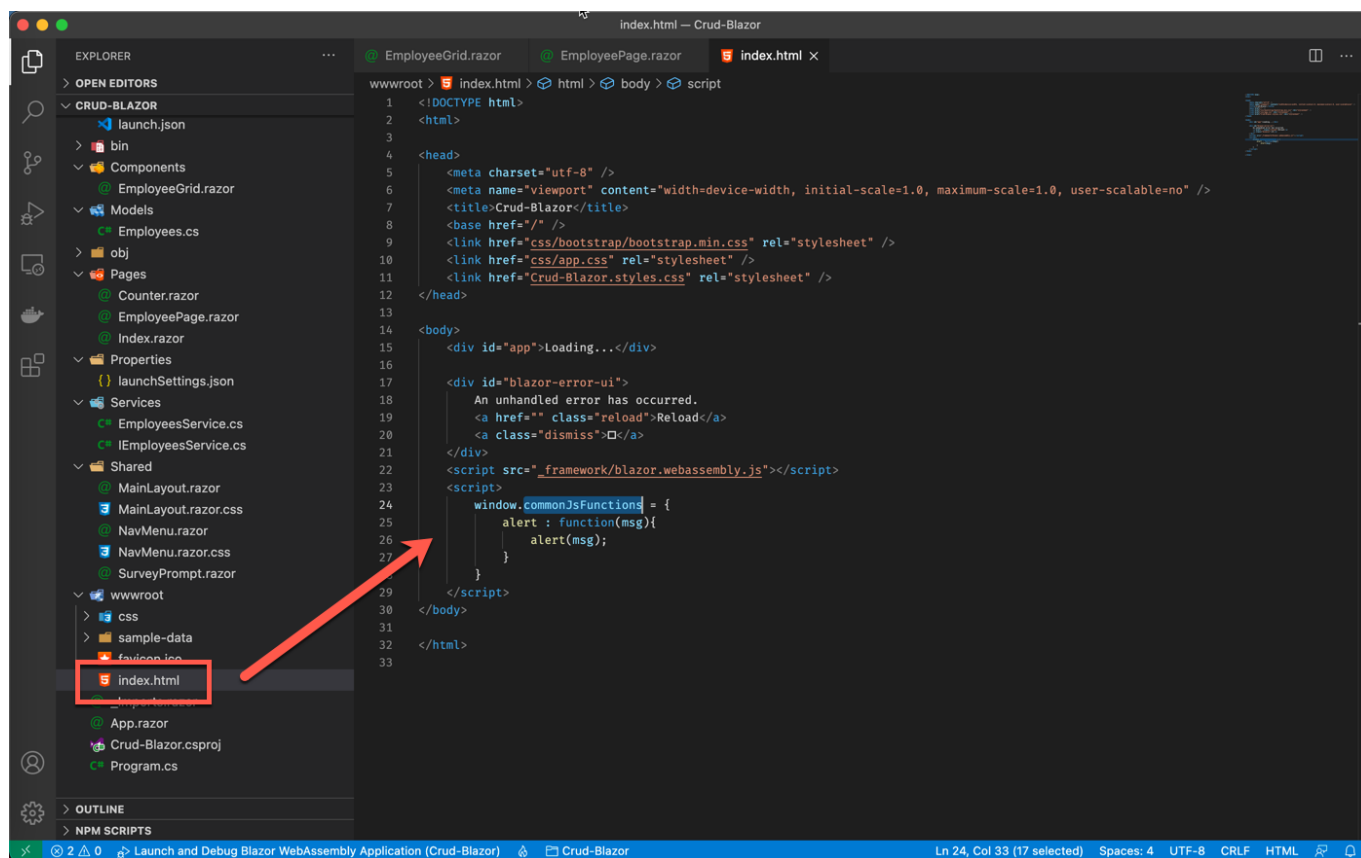 index.html — Crud-Blazor
EXPLORER
OPEN EDITORS
CRUD-BLAZOR
launch.json
bin
Components
EmployeeGrid.razor
Models
C# Employees.cs
obj
Pages
Counter.razor
EmployeePage.razor
Index.razor
Properties
{ } launchSettings.json
Services
C# EmployeesService.cs
C# IEmployeesService.cs
Shared
MainLayout.razor
MainLayout.razor.css
NavMenu.razor
NavMenu.razor.css
SurveyPrompt.razor
wwwroot
css
sample-data
favicon.ico
index.html
_Imports.razor
App.razor
Crud-Blazor.csproj
C# Program.cs
OUTLINE
NPM SCRIPTS
@ EmployeeGrid.razor @ EmployeePage.razor index.html ×
wwwroot > index.html > html > body > script
1 <!DOCTYPE html>
2 <html>
3
4 <head>
5 <meta charset="utf-8" />
6 <meta name="viewport" content="width=device-width, initial-scale=1.0, maximum-scale=1.0, user-scalable=no" />
7 <title>Crud-Blazor</title>
8 <base href="/" />
9 <link href="css/bootstrap/bootstrap.min.css" rel="stylesheet" />
10 <link href="css/app.css" rel="stylesheet" />
11 <link href="Crud-Blazor.styles.css" rel="stylesheet" />
12 </head>
13
14 <body>
15 <div id="app">Loading...</div>
16
17 <div id="blazor-error-ui">
18 An unhandled error has occurred.
19 <a href="" class="reload">Reload</a>
20 <a class="dismiss">□</a>
21 </div>
22 <script src="_framework/blazor.webassembly.js"></script>
23 <script>
24 window.commonJsFunctions = {
25 alert : function(msg){
26 alert(msg);
27 }
}
29 </script>
30 </body>
31
32 </html>
33
2 0 Launch and Debug Blazor WebAssembly Application (Crud-Blazor) Crud-Blazor Ln 24, Col 33 (17 selected) Spaces: 4 UTF-8 CRLF HTML